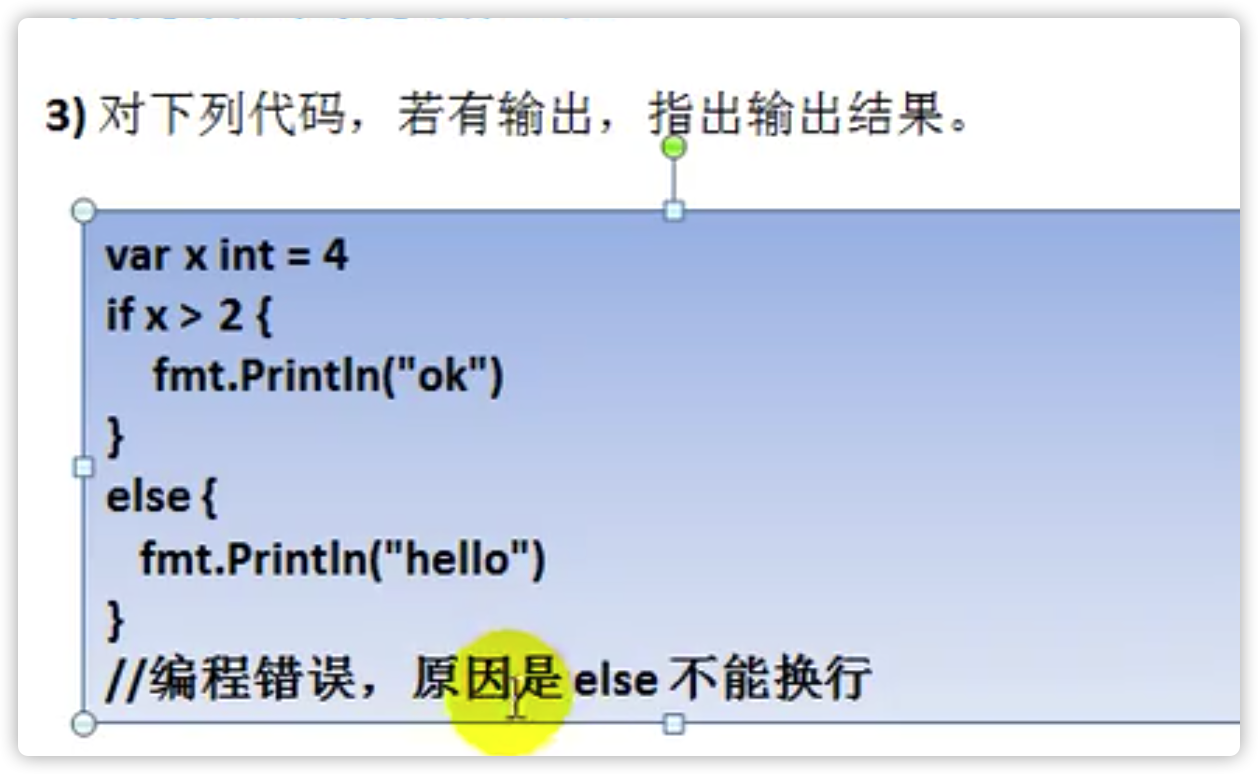 3) 对下列代码，若有输出，指出输出结果。
var x int = 4
if x > 2 {
    fmt.Println("ok")
}
else {
   fmt.Println("hello")
}
//编程错误，原因是 else 不能换行